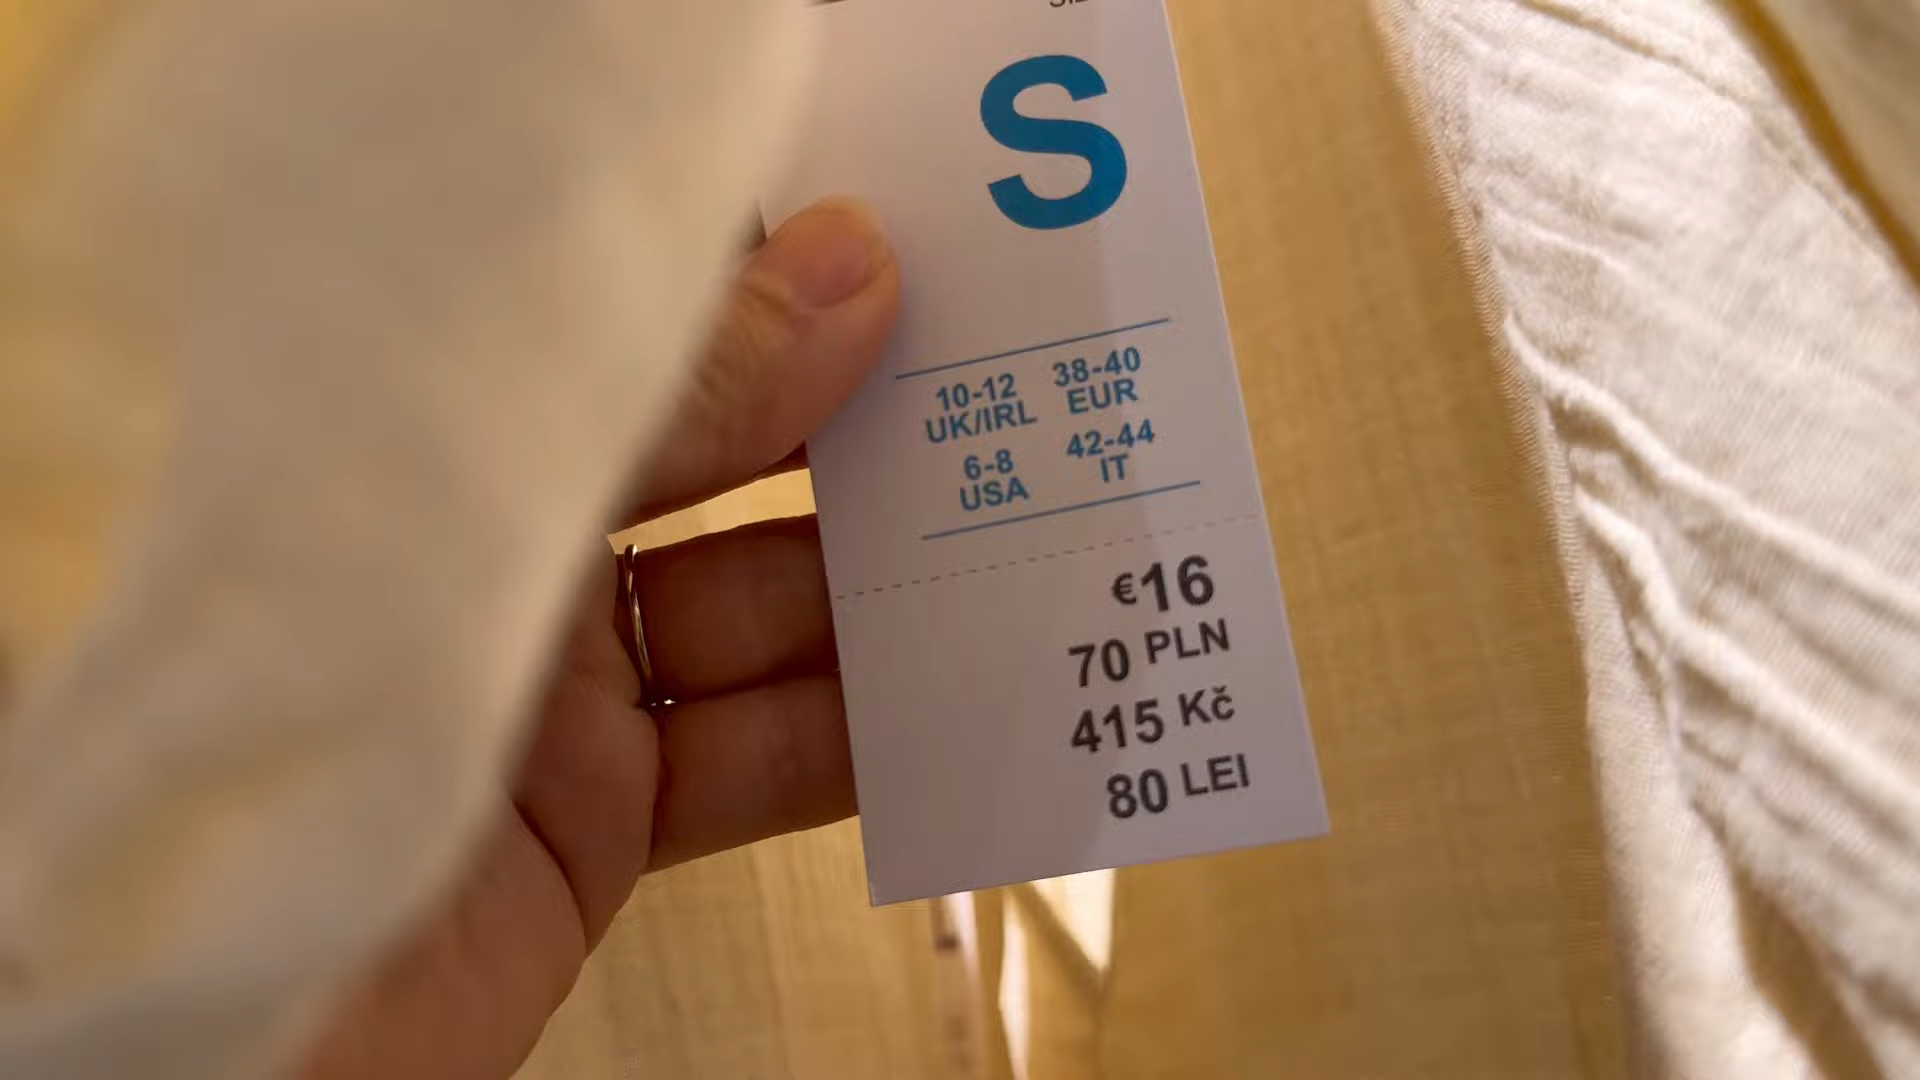 S
10-12 38-40
UK/IRL EUR
6-8 42-44
USA IT
€16
70 PLN
415 Kč
80 LEI